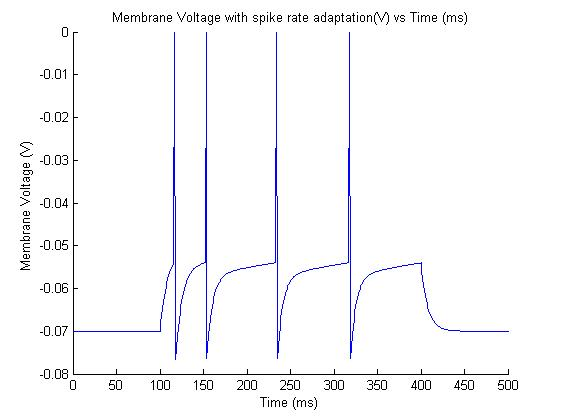 Membrane Voltage with spike rate adaptation(V) vs Time (ms)
0
-0.01
-0.02
-0.03
-0.04
-0.05
-0.06
-0.07
-0.08
Membrane Voltage (V)
0 50 100 150 200 250 300 350 400 450 500
Time (ms)